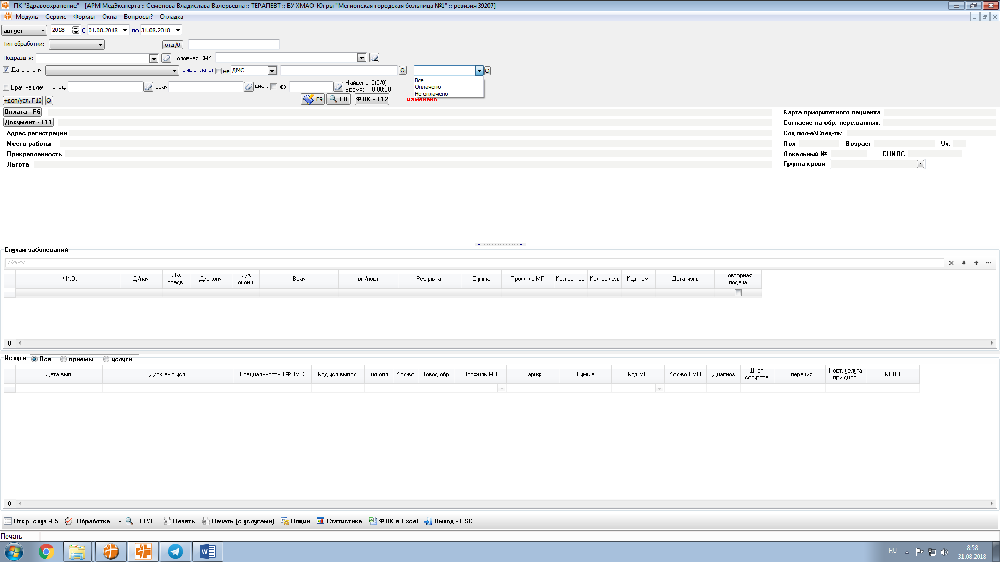 ПК "Здравоохранение" - [АРМ МедЭксперта :: Семенова Владислава Валерьевна :: ТЕРАПЕВТ :: БУ ХМАО-Югры "Мегионская городская больница №1" :: ревизия 39207]
Модуль Сервис Формы Окна Вопросы? Отладка
август 2018 С 01.08.2018 по 31.08.2018
Тип обработки: отд/0
Подразд-я: Головная СМК
Дата оконч. вид оплаты не ДМС О О
Все
Оплачено
Не оплачено
Врач нач.леч. спец. врач диаг. <> Найдено: 0(0/0)
Время: 0:00:00
+доп/усл. F10 О F9 F8 ФЛК - F12 изменено
Оплата - F6 Карта приоритетного пациента
Документ - F11 Согласие на обр. перс.данных:
Адрес регистрации Соц.пол-е\Спец-ть:
Место работы Пол Возраст Уч.
Прикрепленность Локальный № СНИЛС
Льгота Группа крови ...
Случаи заболеваний
Поиск...
Ф.И.О. Д/нач. Д-з предв. Д/оконч. Д-з оконч. Врач вп/повт Результат Сумма Профиль МП Кол-во пос. Кол-во усл. Код изм. Дата изм. Повторная подача
0
Услуги Все приемы услуги
Дата вып. Д/ок.вып.усл. Специальность(ТФОМС) Код усл.выпол. Вид опл. Кол-во Повод обр. Профиль МП Тариф Сумма Код МП Кол-во ЕМП Диагноз Диаг. сопутств. Операция Повт. услуга при дисп. КСЛП
0
Откр. случ.-F5 Обработка ЕРЗ Печать Печать (с услугами) Опции Статистика ФЛК в Excel Выход - ESC
Печать
RU 8:58
31.08.2018